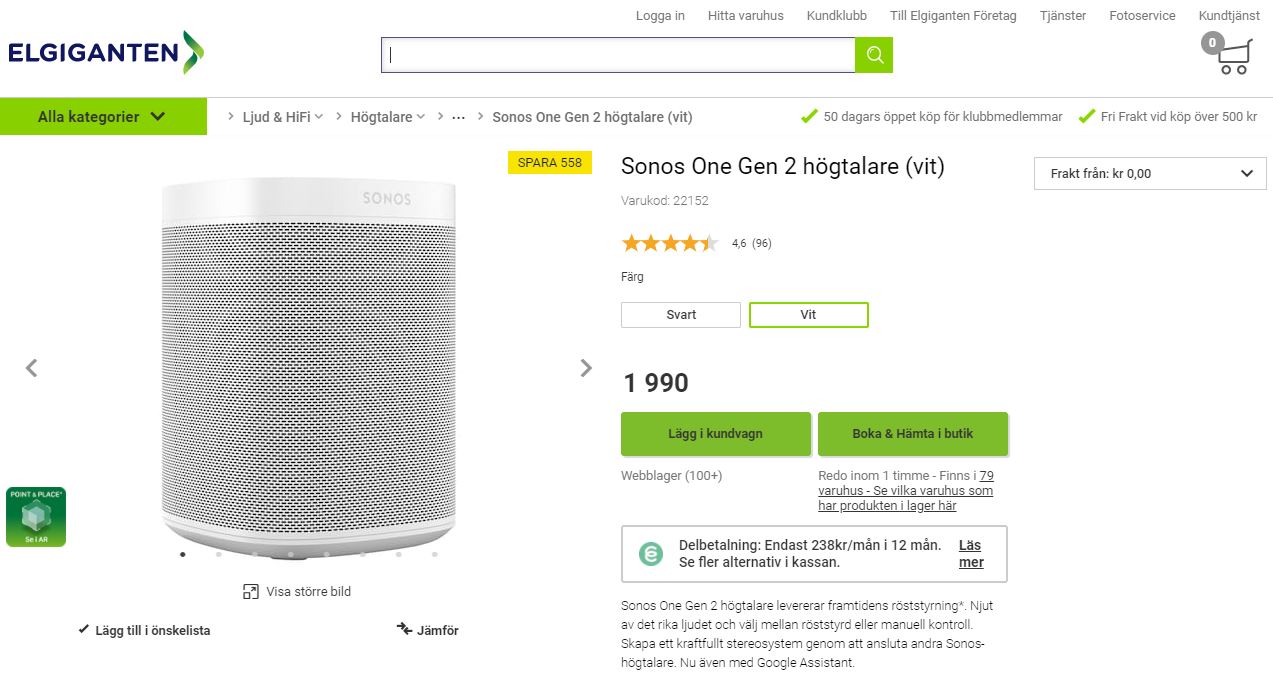 Logga in Hitta varuhus Kundklubb Till Elgiganten Företag Tjänster Fotoservice Kundtjänst
ELGIGANTEN
0
Alla kategorier Ljud & HiFi Högtalare ... Sonos One Gen 2 högtalare (vit) 50 dagars öppet köp för klubbmedlemmar Fri Frakt vid köp över 500 kr
SPARA 558
SONOS
POINT & PLACE*
Se i AR
Visa större bild
Lägg till i önskelista Jämför
Sonos One Gen 2 högtalare (vit)
Varukod: 22152
4,6 (96)
Färg
Svart Vit
1 990
Lägg i kundvagn Boka & Hämta i butik
Webblager (100+)
Redo inom 1 timme - Finns i 79
varuhus - Se vilka varuhus som
har produkten i lager här
Delbetalning: Endast 238kr/mån i 12 mån.
Se fler alternativ i kassan.
Läs
mer
Sonos One Gen 2 högtalare levererar framtidens röststyrning*. Njut
av det rika ljudet och välj mellan röststyrd eller manuell kontroll.
Skapa ett kraftfullt stereosystem genom att ansluta andra Sonos-
högtalare. Nu även med Google Assistant.
Frakt från: kr 0,00